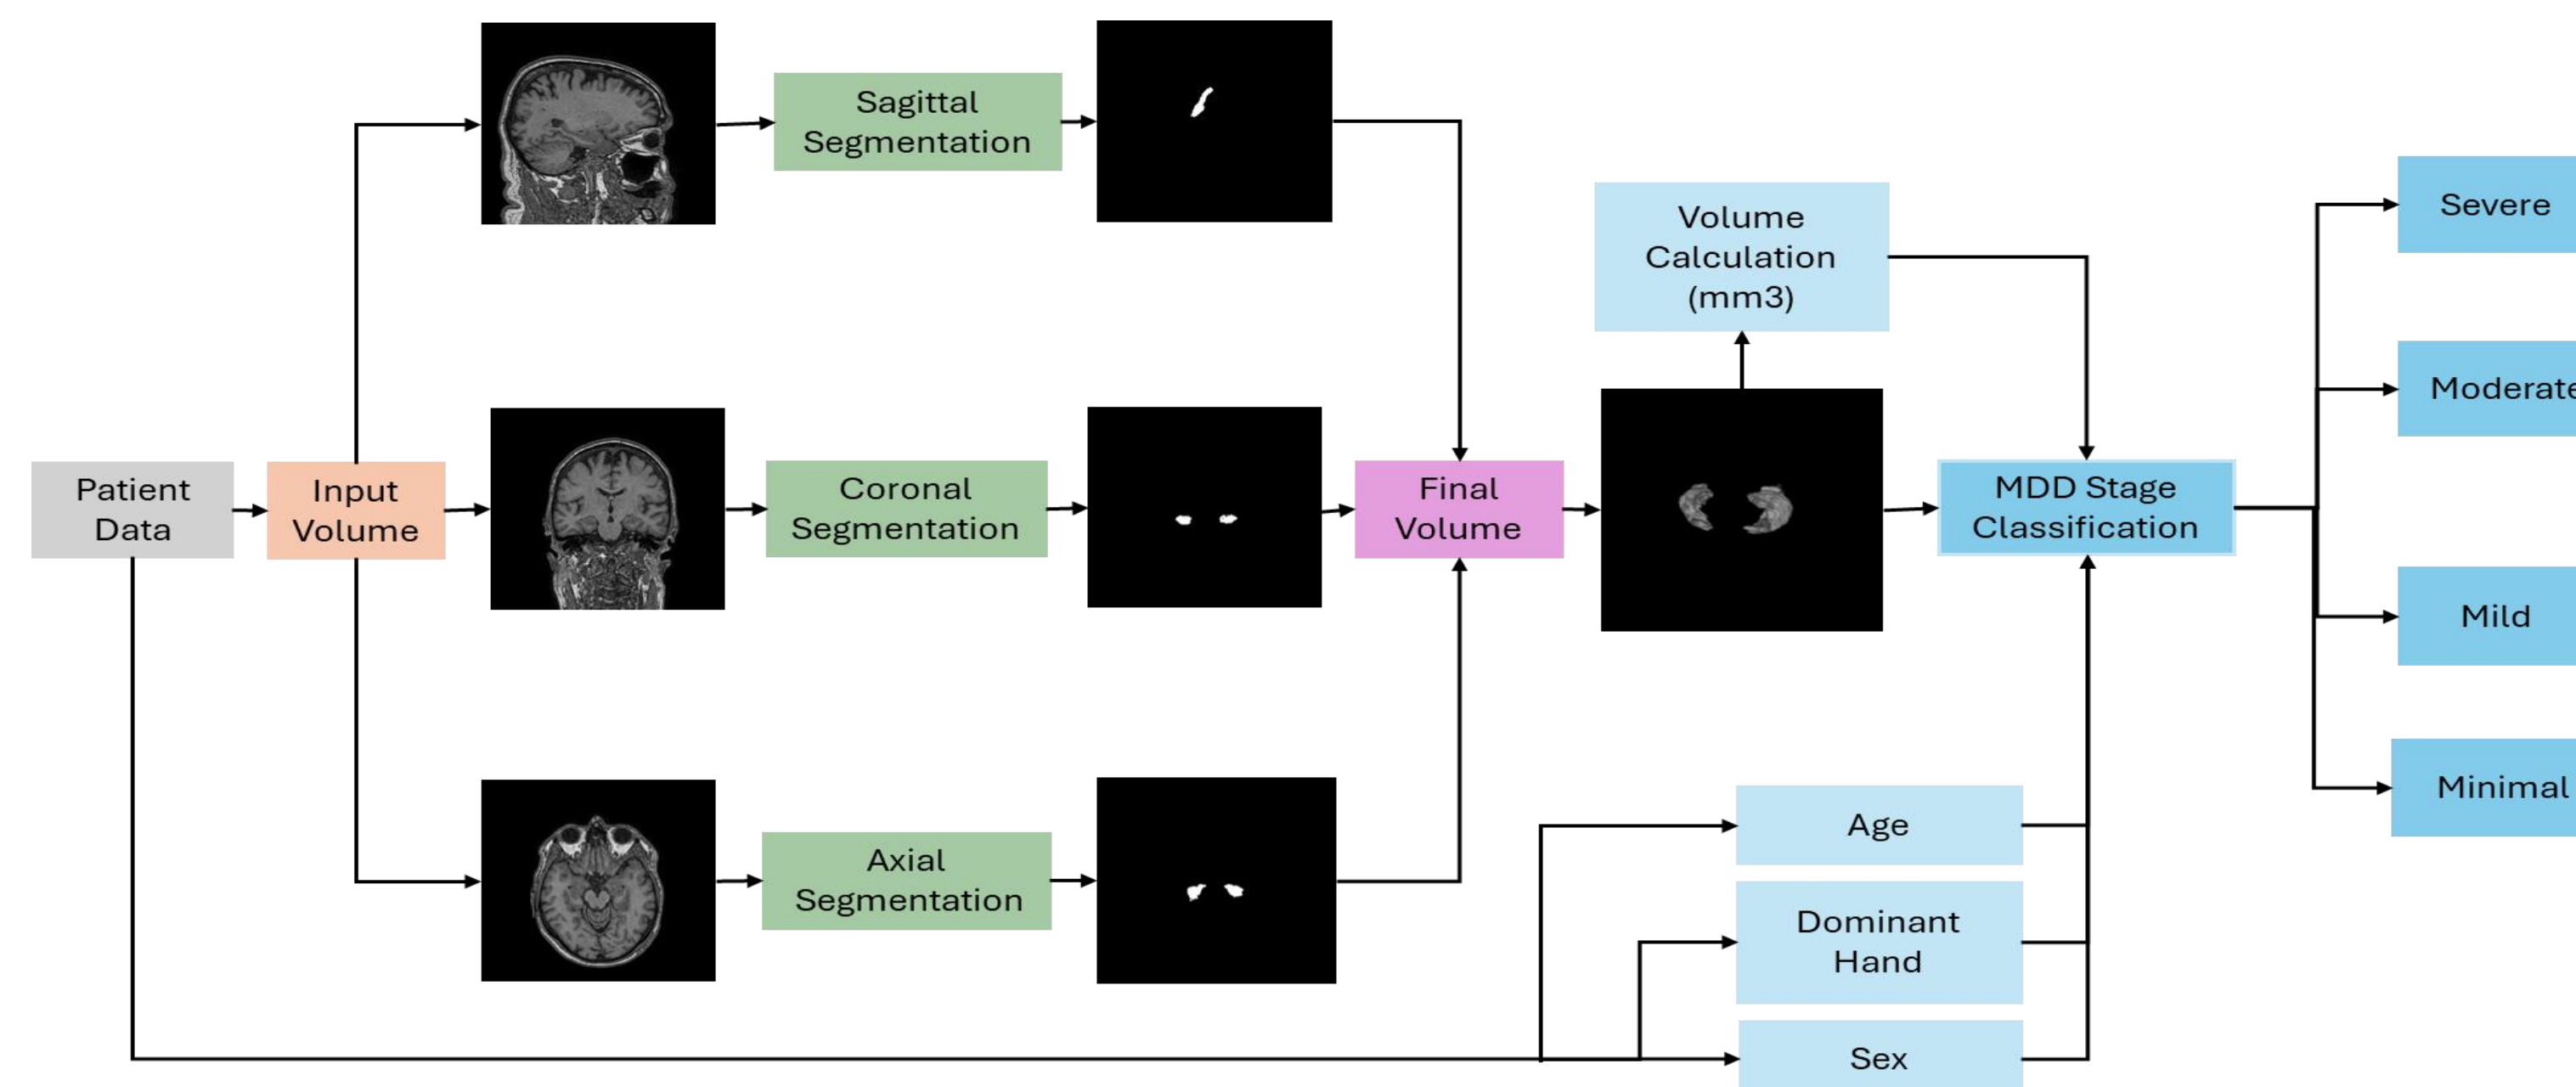 Sagittal
Segmentation
Volume
Calculation
(mm3)
Severe
Moderate
Patient
Data
Input
Volume
Coronal
Segmentation
Final
Volume
MDD Stage
Classification
Mild
Minimal
Axial
Segmentation
Age
Dominant
Hand
Sex